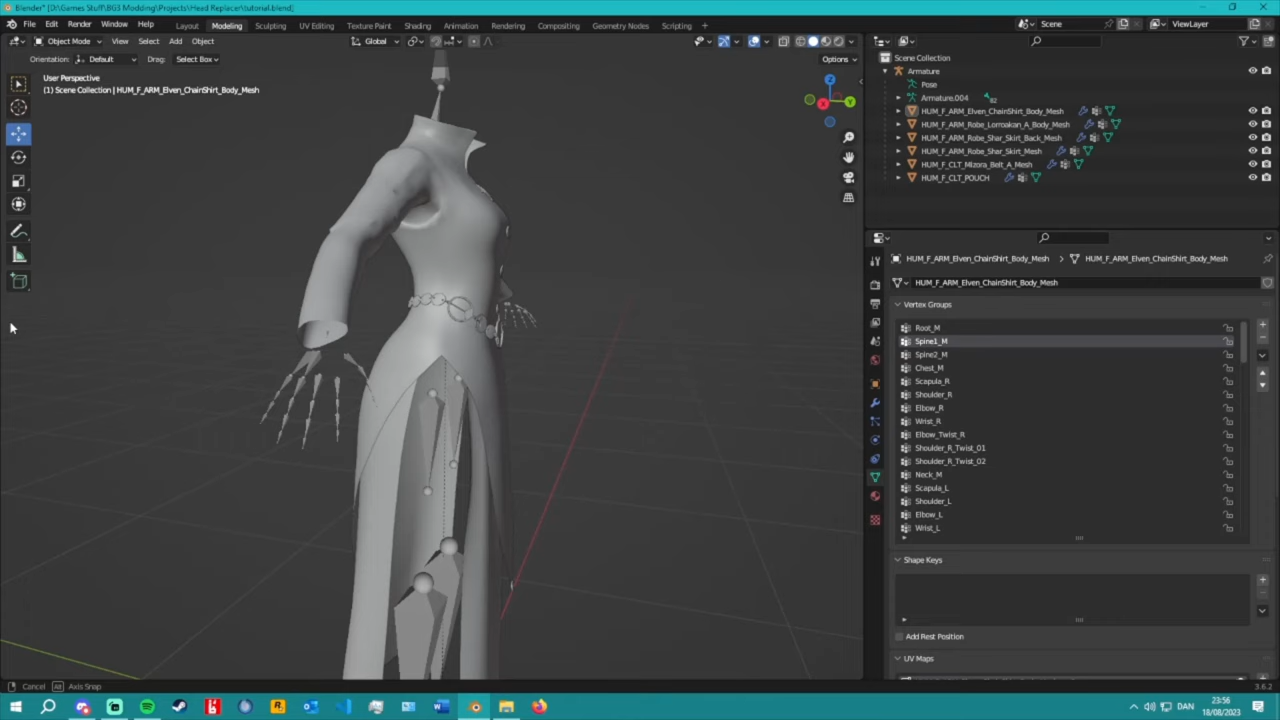 Blender* [D:\Games Stuff\BG3 Modding\Projects\Head Replacer\tutorial.blend]
File Edit Render Window Help Layout Modeling Sculpting UV Editing Texture Paint Shading Animation Rendering Compositing Geometry Nodes Scripting + Scene ViewLayer
Object Mode View Select Add Object Global
Orientation: Default Drag: Select Box Options
User Perspective
(1) Scene Collection | HUM_F_ARM_Elven_ChainShirt_Body_Mesh
Z
Y
X
Scene Collection
Armature
Pose
Armature.004
HUM_F_ARM_Elven_ChainShirt_Body_Mesh
HUM_F_ARM_Robe_Lorroakan_A_Body_Mesh
HUM_F_ARM_Robe_Shar_Skirt_Back_Mesh
HUM_F_ARM_Robe_Shar_Skirt_Mesh
HUM_F_CLT_Mizora_Belt_A_Mesh
HUM_F_CLT_POUCH
HUM_F_ARM_Elven_ChainShirt_Body_Mesh > HUM_F_ARM_Elven_ChainShirt_Body_Mesh
HUM_F_ARM_Elven_ChainShirt_Body_Mesh
Vertex Groups
Root_M
Spine1_M
Spine2_M
Chest_M
Scapula_R
Shoulder_R
Elbow_R
Wrist_R
Elbow_Twist_R
Shoulder_R_Twist_01
Shoulder_R_Twist_02
Neck_M
Scapula_L
Shoulder_L
Elbow_L
Wrist_L
Shape Keys
Add Rest Position
UV Maps
Cancel Alt Axis Snap
3.6.2
DAN
23:56
18/08/2023